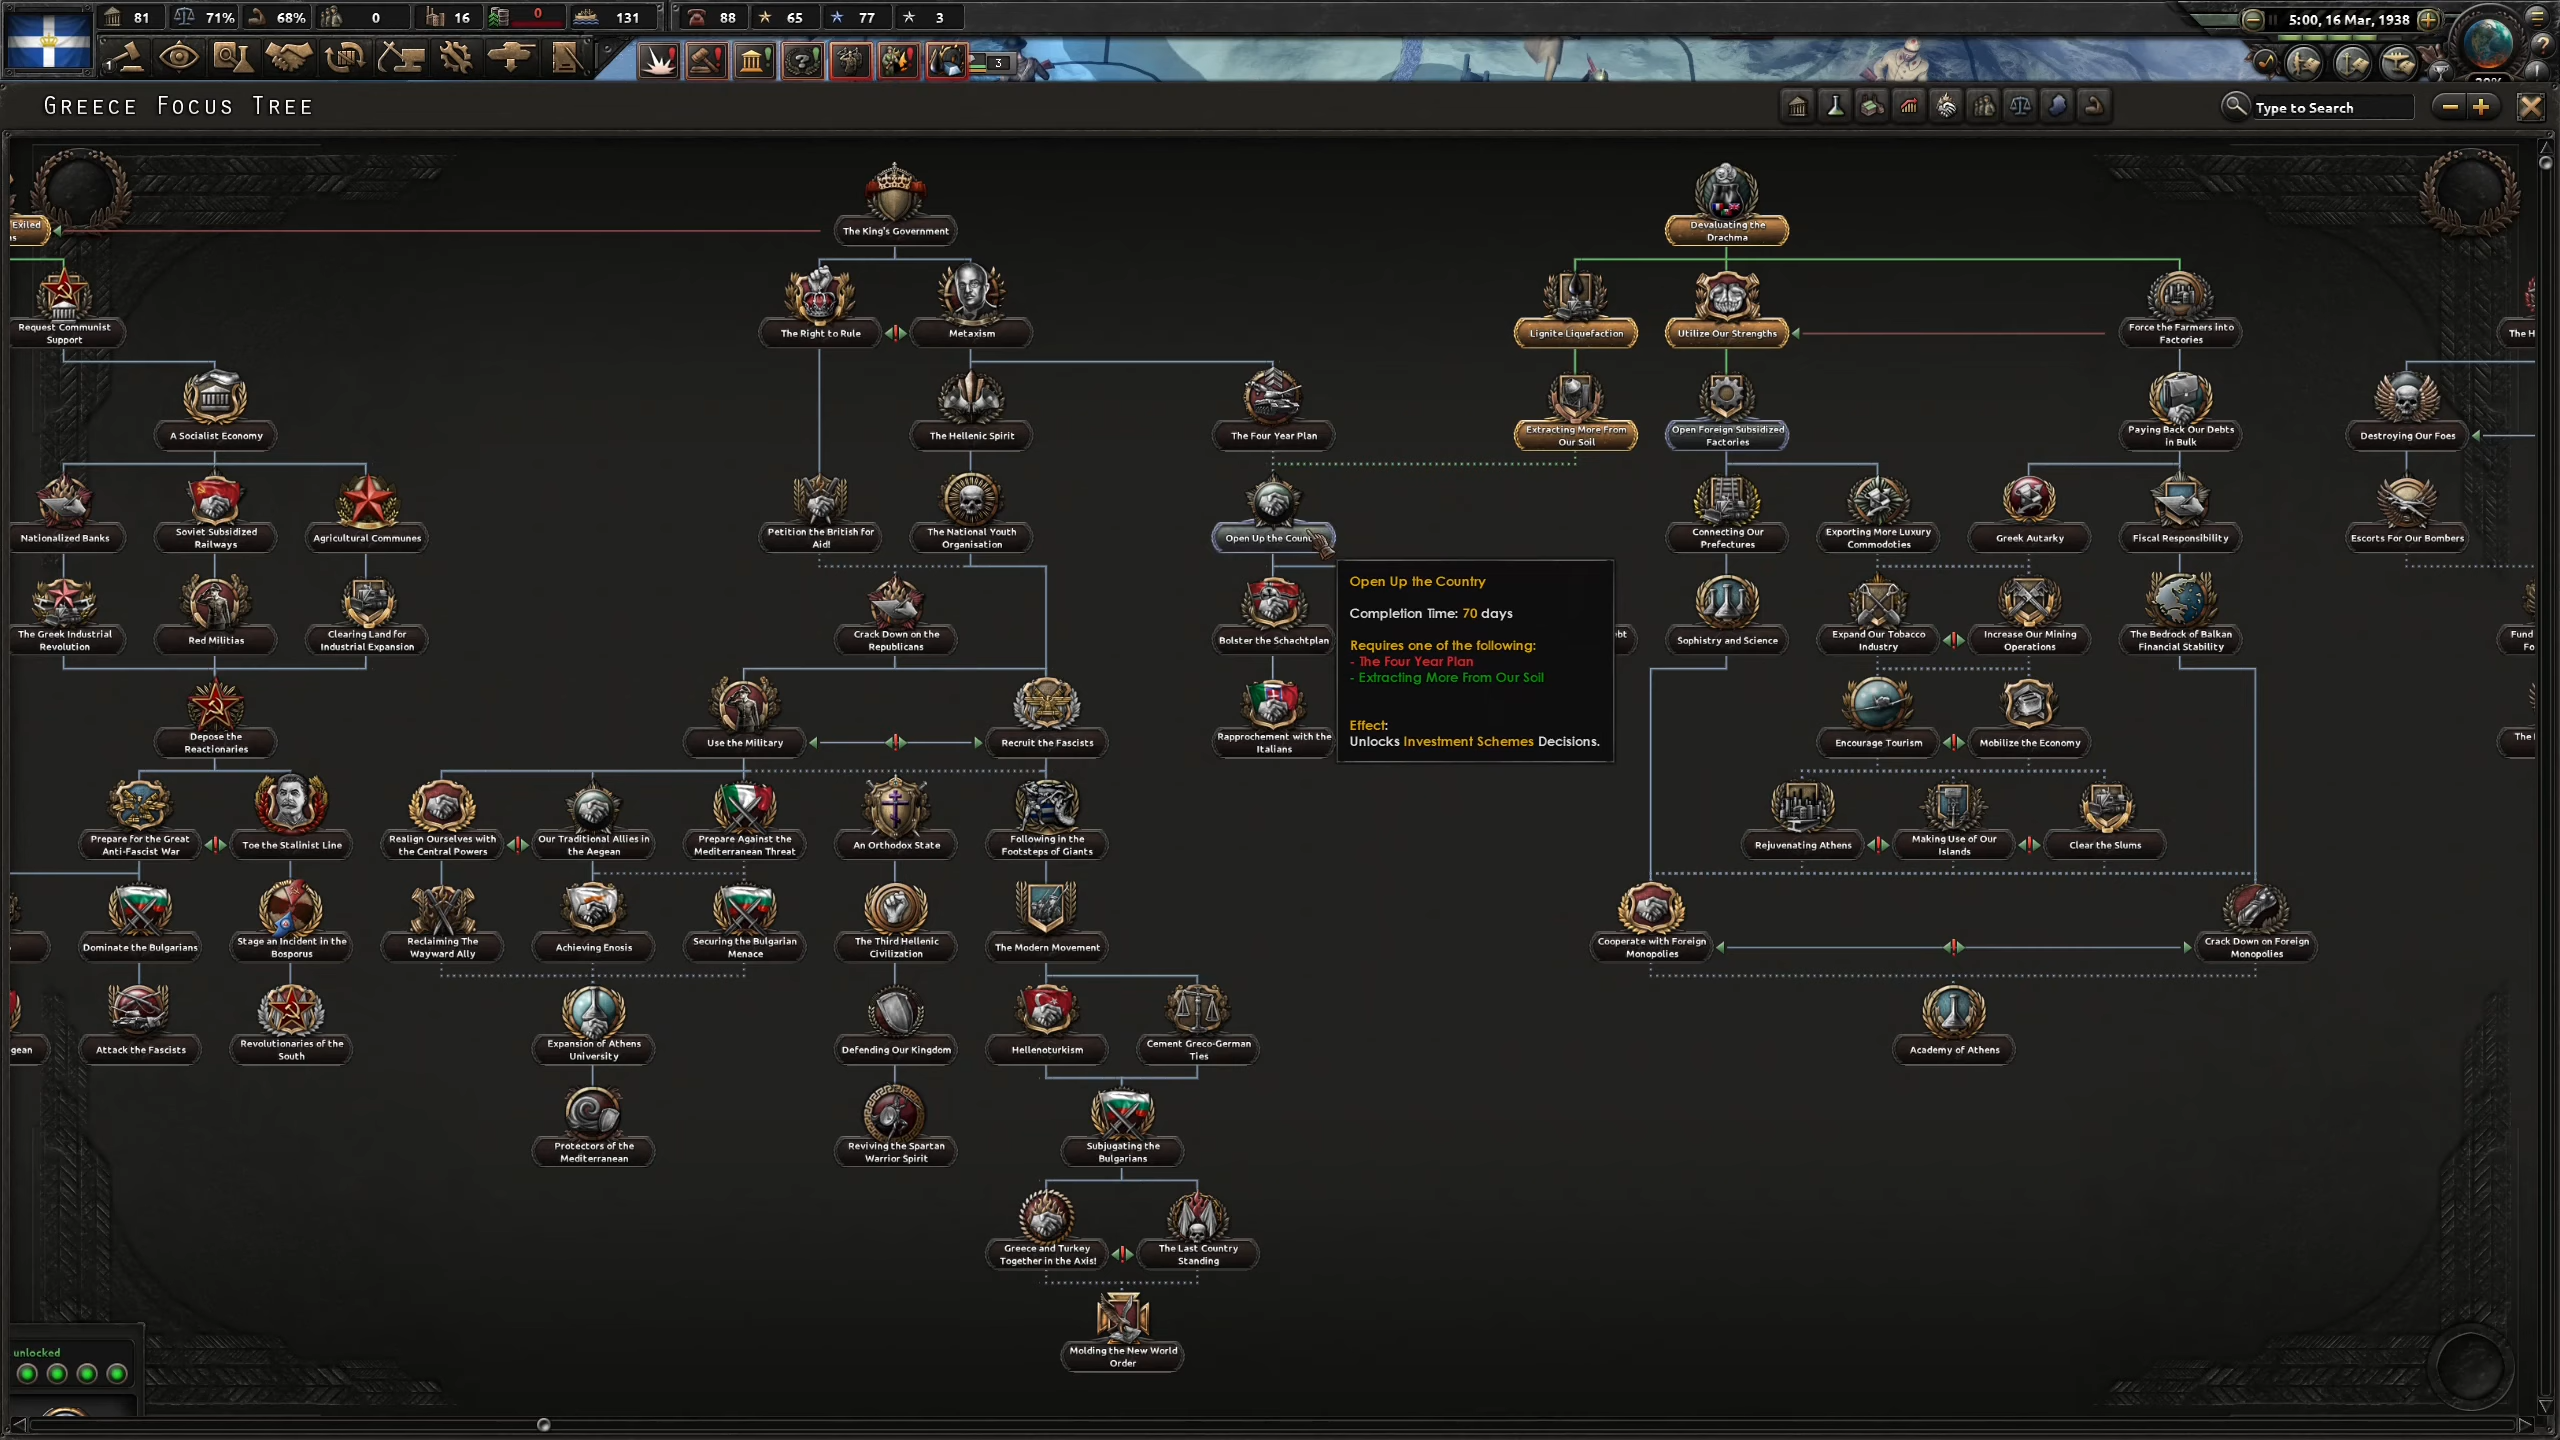 81
71%
68%
0
16
0
131
88
65
77
3
5:00, 16 Mar, 1938
1
3
GREECE FOCUS TREE
Type to Search
Exiled
The King's Government
Devaluating the
Drachma
Request Communist
Support
The Right to Rule
Metaxism
Lignite Liquefaction
Utilize Our Strengths
Force the Farmers into
Factories
The H
A Socialist Economy
The Hellenic Spirit
The Four Year Plan
Extracting More From
Our Soil
Open Foreign Subsidized
Factories
Paying Back Our Debts
in Bulk
Destroying Our Foes
Nationalized Banks
Soviet Subsidized
Railways
Agricultural Communes
Petition the British for
Aid!
The National Youth
Organisation
Open Up the Coun
Connecting Our
Prefectures
Exporting More Luxury
Commodoties
Greek Autarky
Fiscal Responsibility
Escorts For Our Bombers
Open Up the Country
Completion Time: 70 days
Requires one of the following:
- The Four Year Plan
- Extracting More From Our Soil
Effect:
Unlocks Investment Schemes Decisions.
The Greek Industrial
Revolution
Red Militias
Clearing Land for
Industrial Expansion
Crack Down on the
Republicans
Bolster the Schachtplan
bt
Sophistry and Science
Expand Our Tobacco
Industry
Increase Our Mining
Operations
The Bedrock of Balkan
Financial Stability
Fund
Fo
Depose the
Reactionaries
Use the Military
Recruit the Fascists
Rapprochement with the
Italians
Encourage Tourism
Mobilize the Economy
The
Prepare for the Great
Anti-Fascist War
Toe the Stalinist Line
Realign Ourselves with
the Central Powers
Our Traditional Allies in
the Aegean
Prepare Against the
Mediterranean Threat
An Orthodox State
Following in the
Footsteps of Giants
Rejuvenating Athens
Making Use of Our
Islands
Clear the Slums
Dominate the Bulgarians
Stage an Incident in the
Bosporus
Reclaiming The
Wayward Ally
Achieving Enosis
Securing the Bulgarian
Menace
The Third Hellenic
Civilization
The Modern Movement
Cooperate with Foreign
Monopolies
Crack Down on Foreign
Monopolies
gean
Attack the Fascists
Revolutionaries of the
South
Expansion of Athens
University
Defending Our Kingdom
Hellenoturkism
Cement Greco-German
Ties
Academy of Athens
Protectors of the
Mediterranean
Reviving the Spartan
Warrior Spirit
Subjugating the
Bulgarians
Greece and Turkey
Together in the Axis!
The Last Country
Standing
Molding the New World
Order
unlocked